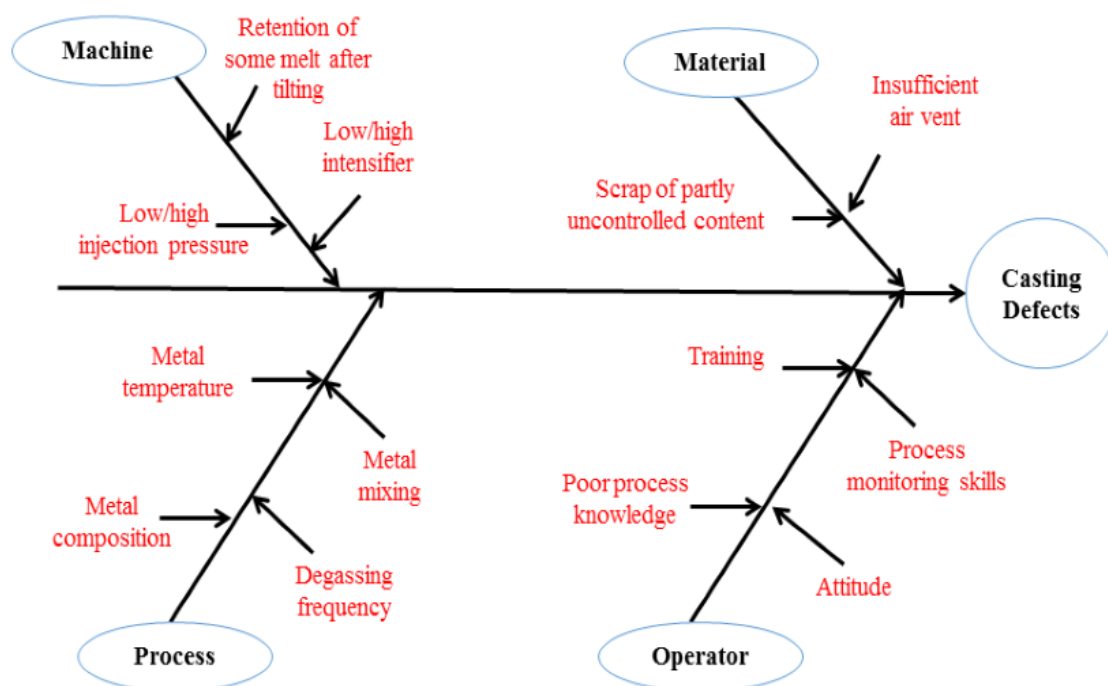 Machine
Retention of
some melt after
tilting
Low/high
intensifier
Low/high
injection pressure
Material
Insufficient
air vent
Scrap of partly
uncontrolled content
Casting
Defects
Metal
temperature
Metal
mixing
Metal
composition
Degassing
frequency
Process
Training
Process
monitoring skills
Poor process
knowledge
Attitude
Operator